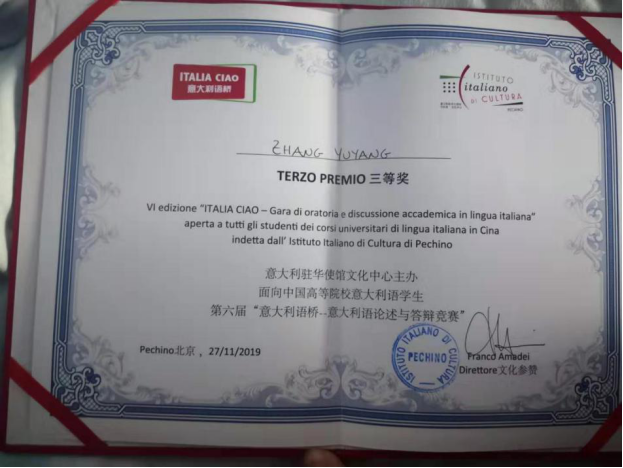 ITALIA CIAO
意大利语桥
ISTITUTO
italiano
DI CULTURA
PECHINO
ZHANG YUYANG
TERZO PREMIO 三等奖
VI edizione "ITALIA CIAO – Gara di oratoria e discussione accademica in lingua italiana"
aperta a tutti gli studenti dei corsi universitari di lingua italiana in Cina
indetta dall' Istituto Italiano di Cultura di Pechino
意大利驻华使馆文化中心主办
面向中国高等院校意大利语学生
第六届“意大利语桥--意大利语论述与答辩竞赛”
Pechino北京，27/11/2019
ISTITUTO ITALIANO DI CULTURA
PECHINO
Franco Amadei
Direttore文化参赞